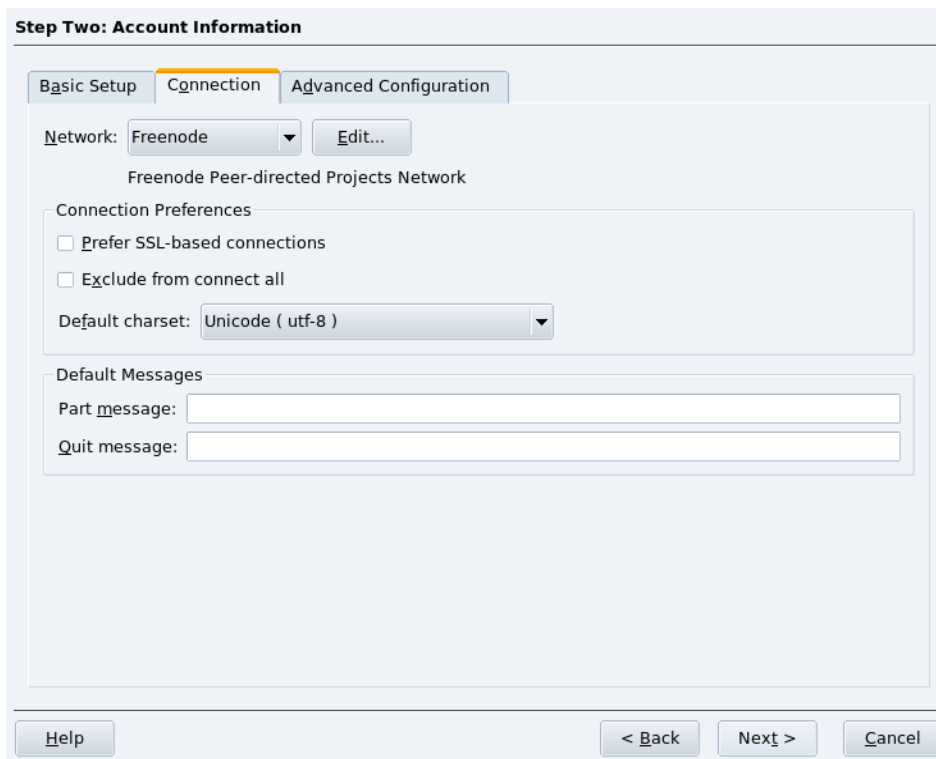 Step Two: Account Information
Basic Setup Connection Advanced Configuration
Network: Freenode Edit...
Freenode Peer-directed Projects Network
Connection Preferences
Prefer SSL-based connections
Exclude from connect all
Default charset: Unicode ( utf-8 )
Default Messages
Part message:
Quit message:
Help < Back Next > Cancel